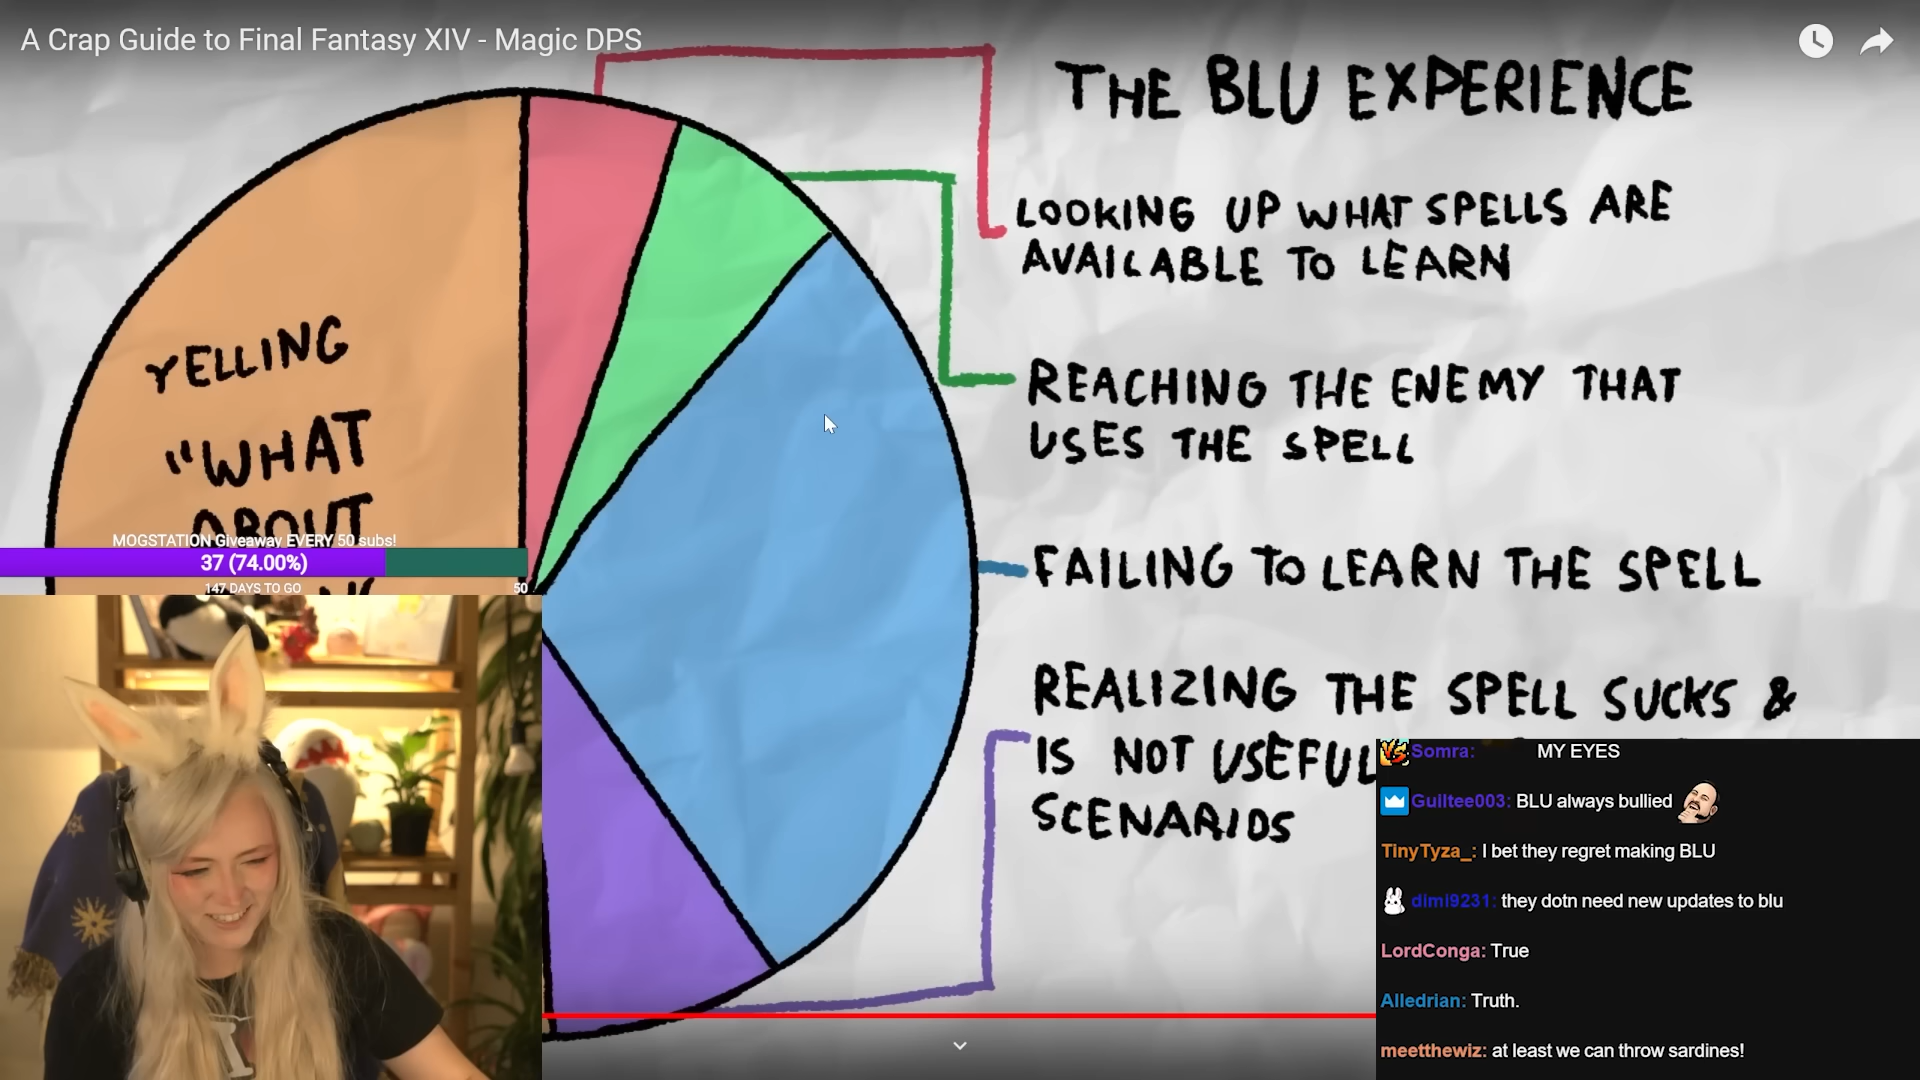 A Crap Guide to Final Fantasy XIV - Magic DPS
THE BLU EXPERIENCE
LOOKING UP WHAT SPELLS ARE
AVAILABLE TO LEARN
REACHING THE ENEMY THAT
USES THE SPELL
FAILING TO LEARN THE SPELL
REALIZING THE SPELL SUCKS &
IS NOT USEFUL
SCENARIOS
YELLING
"WHAT
ABOUT
MOGSTATION Giveaway EVERY 50 subs!
37 (74.00%)
147 DAYS TO GO
50
Somra: MY EYES
Guiltee003: BLU always bullied
TinyTyza_: I bet they regret making BLU
dimi9231: they dotn need new updates to blu
LordConga: True
Alledrian: Truth.
meetthewiz: at least we can throw sardines!